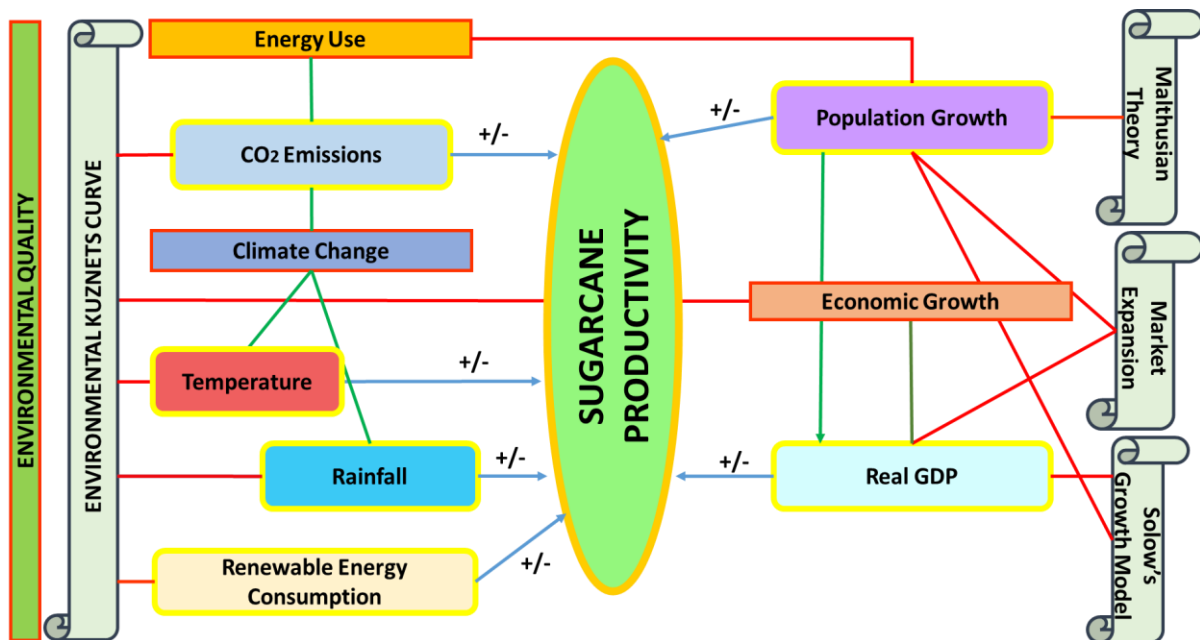 ENVIRONMENTAL QUALITY
ENVIRONMENTAL KUZNETS CURVE
Energy Use
CO₂ Emissions
+/-
Climate Change
Temperature
+/-
Rainfall
+/-
Renewable Energy
Consumption
+/-
SUGARCANE
PRODUCTIVITY
+/-
Population Growth
Economic Growth
+/-
Real GDP
Malthusian
Theory
Market
Expansion
Solow's
Growth Model